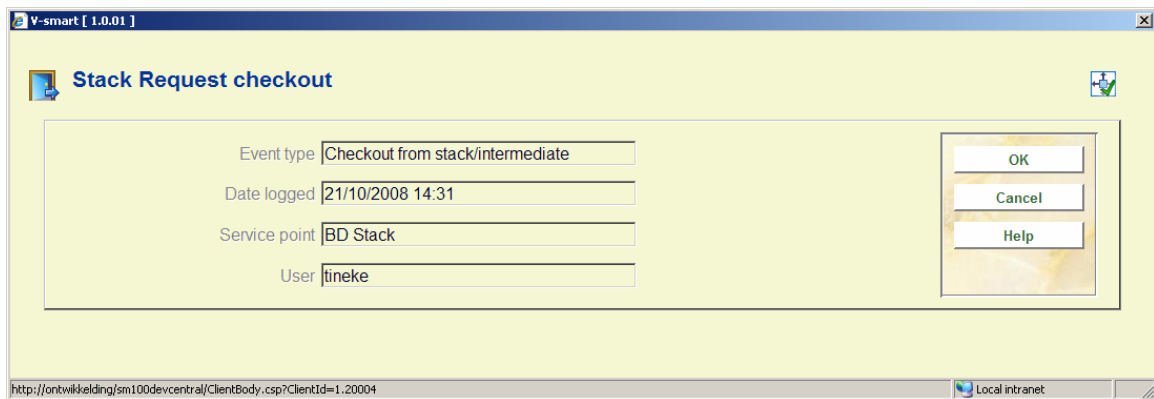 V-smart [ 1.0.01 ]
Stack Request checkout
Event type Checkout from stack/intermediate
Date logged 21/10/2008 14:31
Service point BD Stack
User tineke
OK
Cancel
Help
http://ontwikkelding/sm100devcentral/ClientBody.csp?ClientId=1.20004
Local intranet